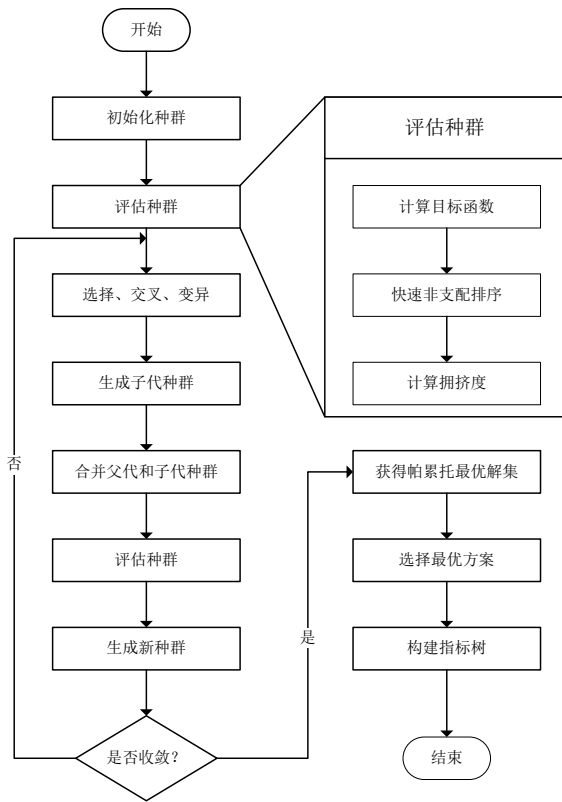 开始
初始化种群
评估种群
选择、交叉、变异
生成子代种群
合并父代和子代种群
评估种群
生成新种群
是否收敛？
否
是
评估种群
计算目标函数
快速非支配排序
计算拥挤度
获得帕累托最优解集
选择最优方案
构建指标树
结束